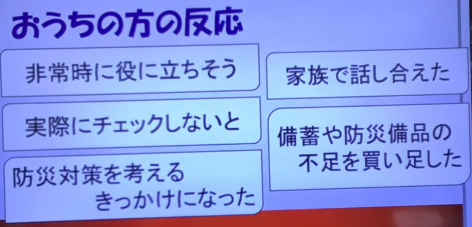 おうちの方の反応
非常時に役に立ちそう
実際にチェックしないと
防災対策を考える
きっかけになった
家族で話し合えた
備蓄や防災備品の
不足を買い足した